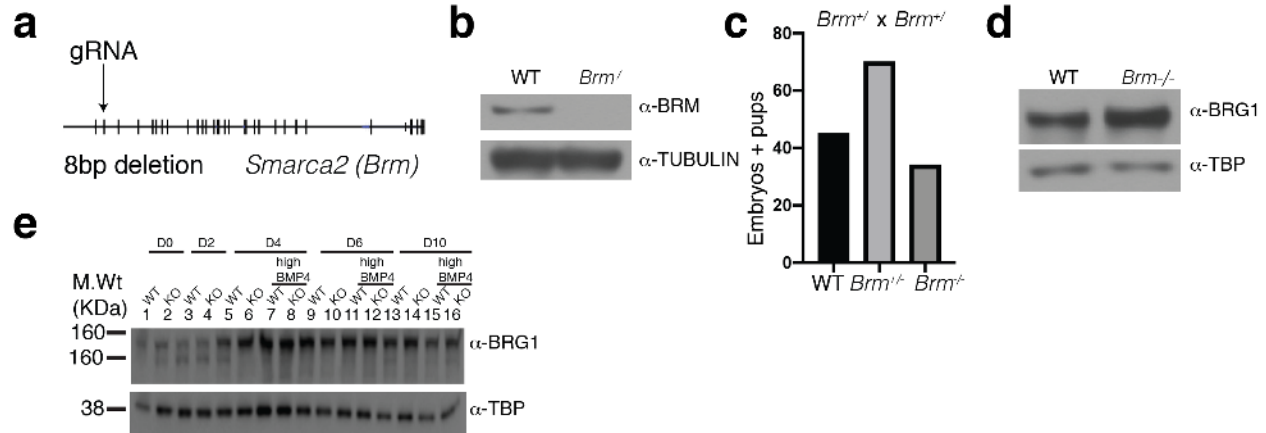 a
gRNA
8bp deletion Smarca2 (Brm)
b
WT Brm-/-
α-BRM
α-TUBULIN
c
Brm+/- x Brm+/-
Embryos + pups
80
60
40
20
0
WT Brm+/- Brm-/-
d
WT Brm-/-
α-BRG1
α-TBP
e
D0 D2 D4 D6 D10
high high high
BMP4 BMP4 BMP4
M.Wt
(KDa)
WT KO WT KO WT KO WT KO WT KO WT KO WT KO WT KO
1 2 3 4 5 6 7 8 9 10 11 12 13 14 15 16
160
160
38
α-BRG1
α-TBP